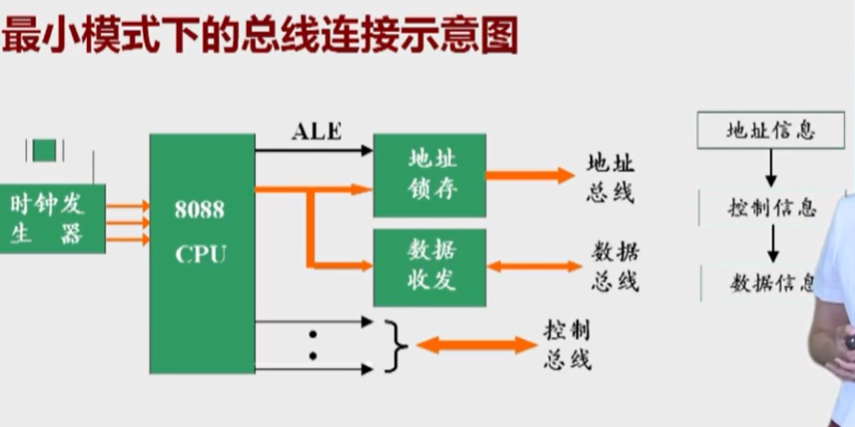 最小模式下的总线连接示意图
ALE
地址
锁存
地址
总线
地址信息
时钟发
生 器
8088
CPU
控制信息
数据
收发
数据
总线
数据信息
控制
总线